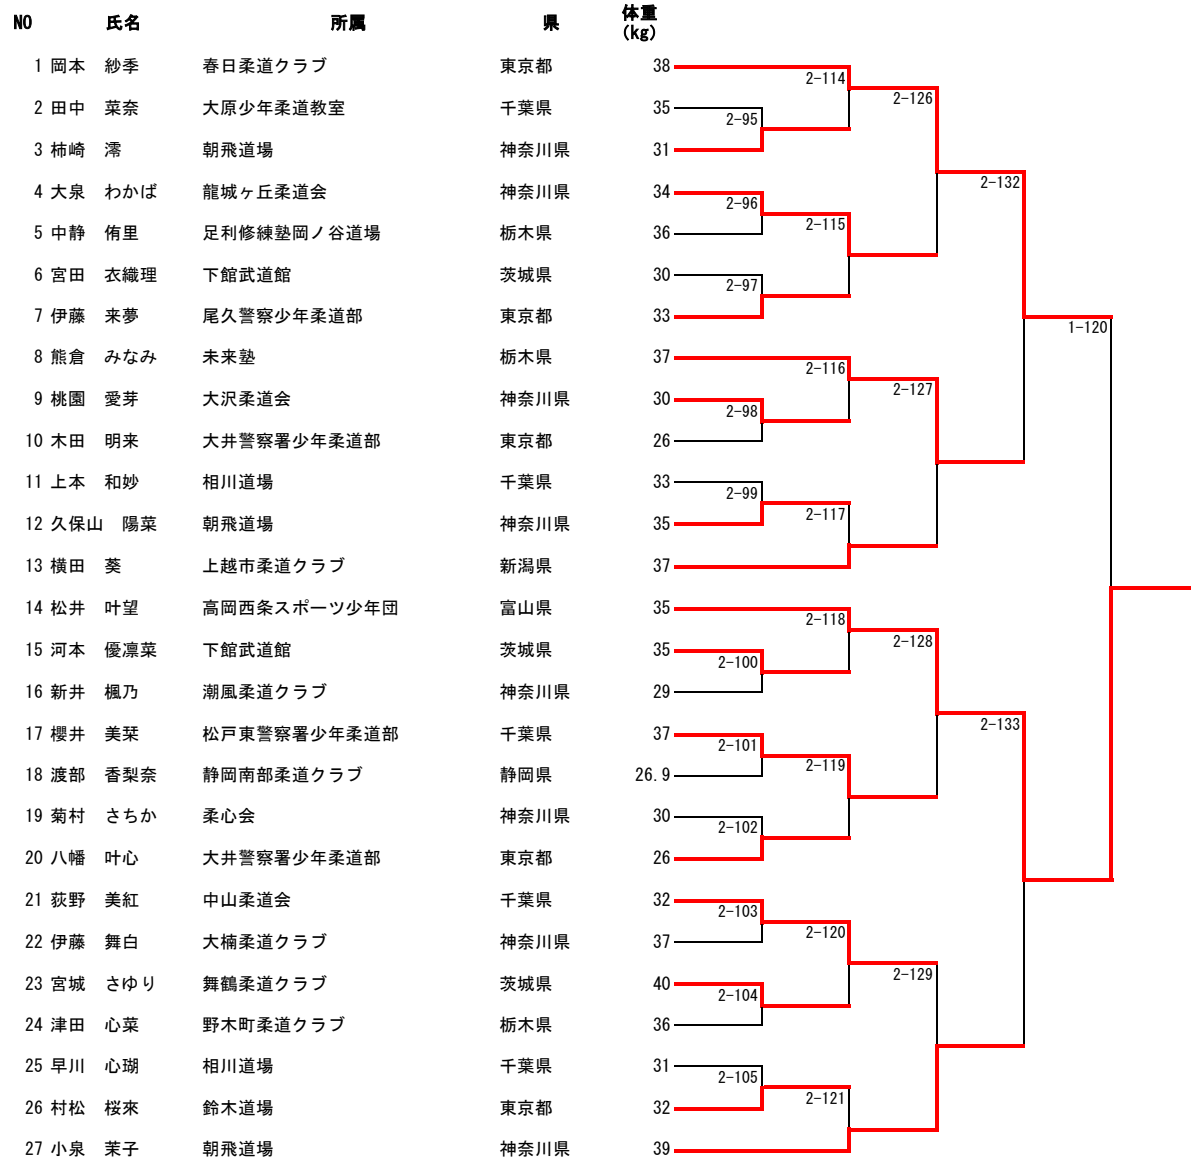 NO 氏名 所属 県 体重(kg)
1 岡本 紗季 春日柔道クラブ 東京都 38
2-114
2-126
2 田中 菜奈 大原少年柔道教室 千葉県 35
2-95
3 柿崎 澪 朝飛道場 神奈川県 31
2-132
4 大泉 わかば 龍城ヶ丘柔道会 神奈川県 34
2-96
2-115
5 中静 侑里 足利修練塾岡ノ谷道場 栃木県 36
6 宮田 衣織理 下館武道館 茨城県 30
2-97
7 伊藤 来夢 尾久警察少年柔道部 東京都 33
1-120
8 熊倉 みなみ 未来塾 栃木県 37
2-116
2-127
9 桃園 愛芽 大沢柔道会 神奈川県 30
2-98
10 木田 明来 大井警察署少年柔道部 東京都 26
11 上本 和妙 相川道場 千葉県 33
2-99
2-117
12 久保山 陽菜 朝飛道場 神奈川県 35
13 横田 葵 上越市柔道クラブ 新潟県 37
14 松井 叶望 高岡西条スポーツ少年団 富山県 35
2-118
2-128
15 河本 優凛菜 下館武道館 茨城県 35
2-100
16 新井 楓乃 潮風柔道クラブ 神奈川県 29
2-133
17 櫻井 美栞 松戸東警察署少年柔道部 千葉県 37
2-101
2-119
18 渡部 香梨奈 静岡南部柔道クラブ 静岡県 26.9
19 菊村 さちか 柔心会 神奈川県 30
2-102
20 八幡 叶心 大井警察署少年柔道部 東京都 26
21 荻野 美紅 中山柔道会 千葉県 32
2-103
2-120
22 伊藤 舞白 大楠柔道クラブ 神奈川県 37
2-129
23 宮城 さゆり 舞鶴柔道クラブ 茨城県 40
2-104
24 津田 心菜 野木町柔道クラブ 栃木県 36
25 早川 心瑚 相川道場 千葉県 31
2-105
2-121
26 村松 桜來 鈴木道場 東京都 32
27 小泉 茉子 朝飛道場 神奈川県 39